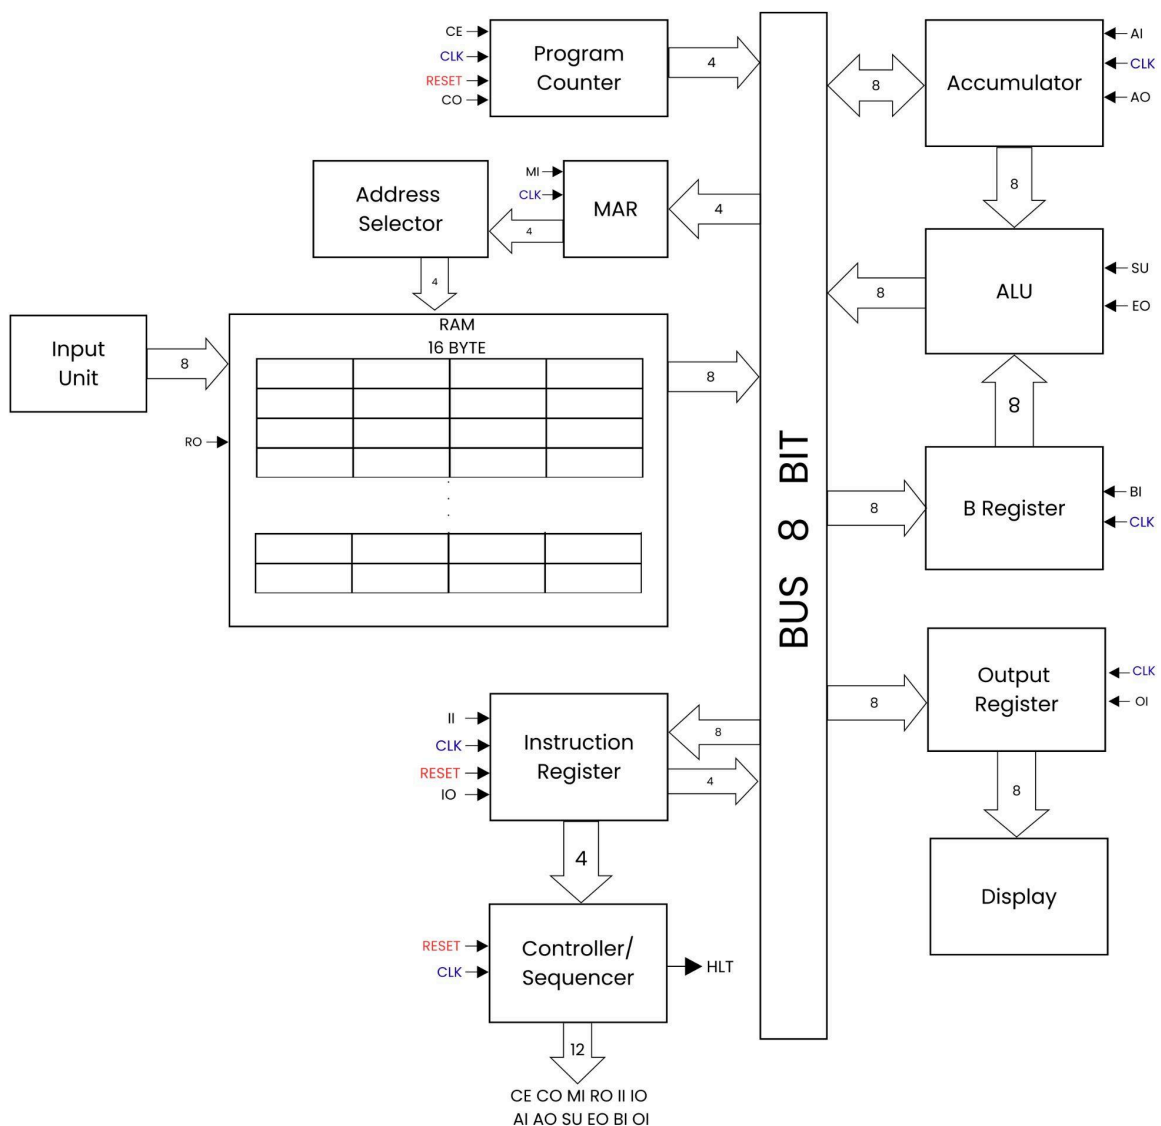 CE
CLK
RESET
CO
Program
Counter
4
8
Accumulator
AI
CLK
AO
8
Address
Selector
4
MI
CLK
MAR
4
4
8
ALU
SU
EO
Input
Unit
8
RAM
16 BYTE
RO
8
8
BUS 8 BIT
8
B Register
BI
CLK
II
CLK
RESET
IO
Instruction
Register
8
4
8
Output
Register
CLK
OI
4
8
RESET
CLK
Controller/
Sequencer
HLT
Display
12
CE CO MI RO II IO
AI AO SU EO BI OI